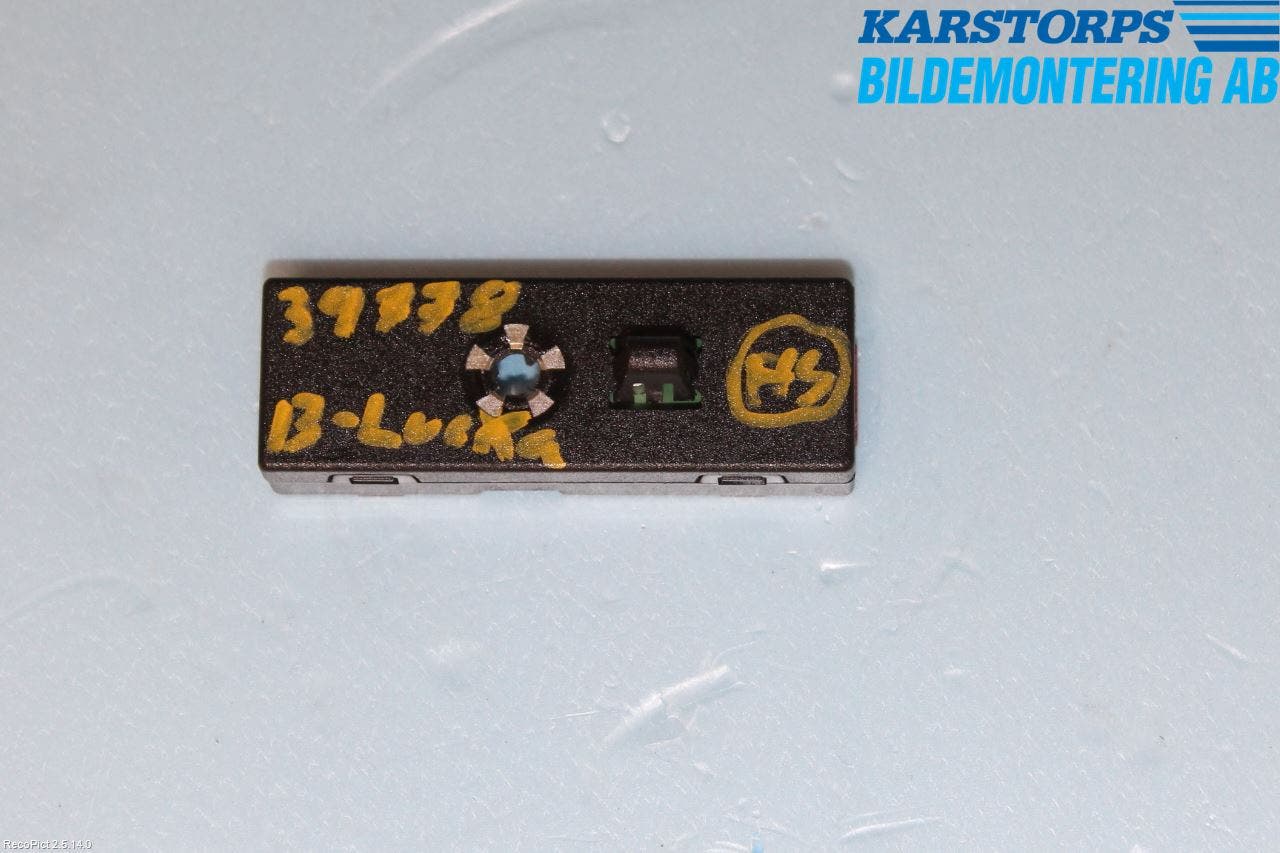 KARSTORPS
BILDEMONTERING AB
39778
B-Lucka
HS
RecoPict 2.5.14.0